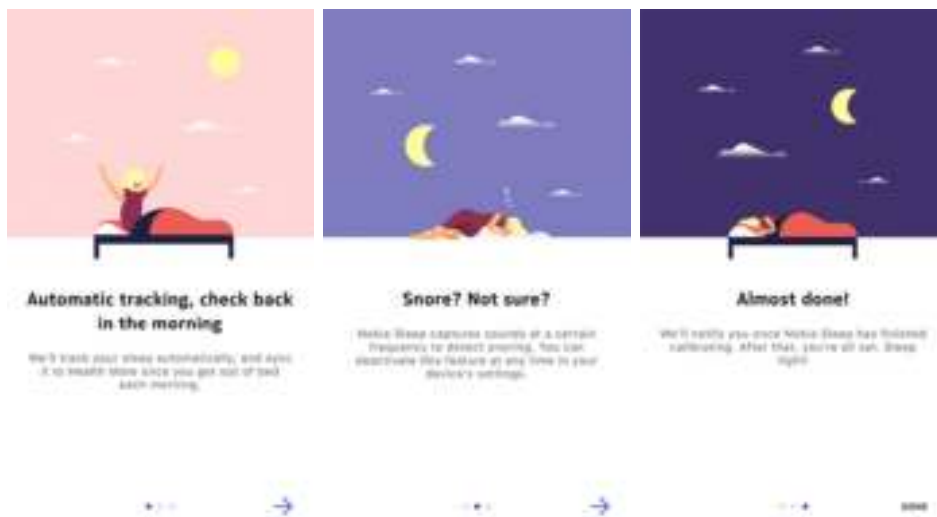 Automatic tracking, check back
in the morning
We'll track your sleep automatically, and sync
it to Health Mate once you get out of bed
each morning.
Snore? Not sure?
Nokia Sleep captures sounds at a certain
frequency to detect snoring. You can
deactivate this feature at any time in your
device's settings.
Almost done!
We'll notify you once Nokia Sleep has finished
calibrating. After that, you're all set. Sleep
tight!
DONE